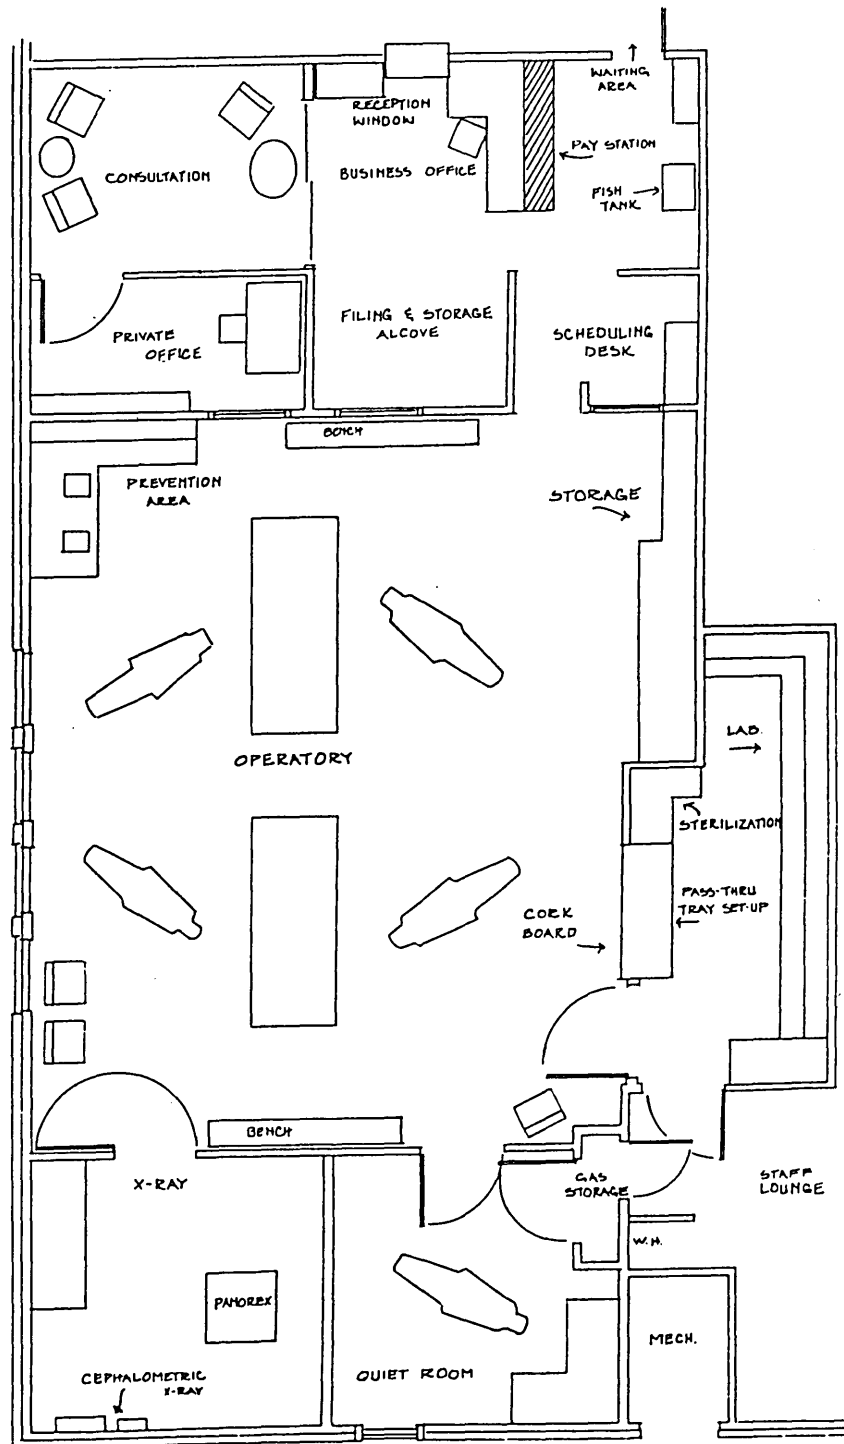 WAITING
AREA
RECEPTION
WINDOW
PAY STATION
CONSULTATION
BUSINESS OFFICE
FISH
TANK
FILING & STORAGE
ALCOVE
PRIVATE
OFFICE
SCHEDULING
DESK
BENCH
PREVENTION
AREA
STORAGE
LAB.
OPERATORY
STERILIZATION
PASS-THRU
TRAY SET-UP
CORK
BOARD
BENCH
X-RAY
GAS
STORAGE
STAFF
LOUNGE
W.H.
PANOREX
MECH.
CEPHALOMETRIC
X-RAY
QUIET ROOM